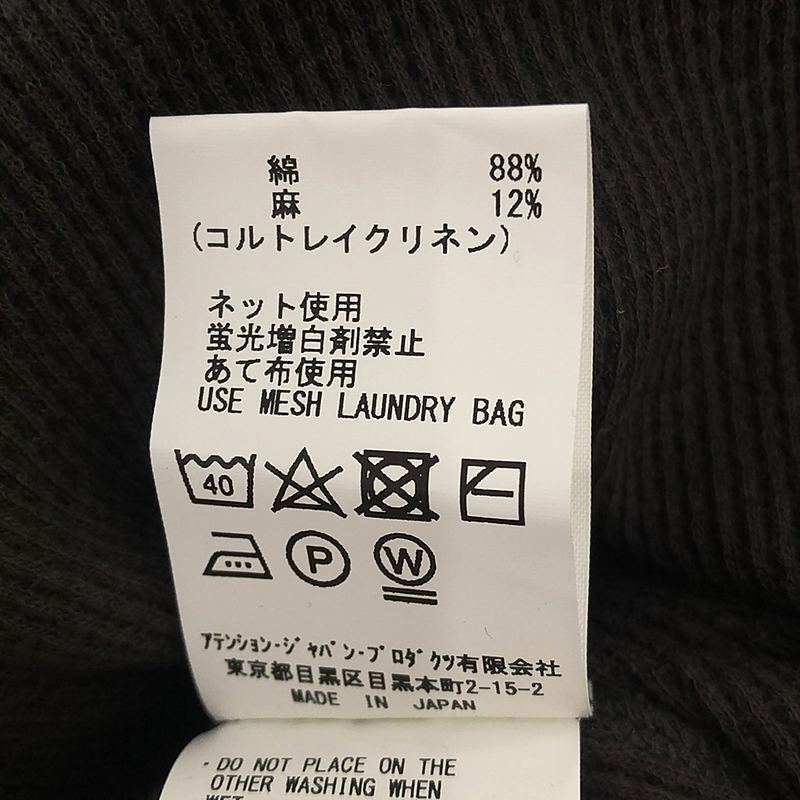 綿 88%
麻 12%
(コルトレイクリネン)
ネット使用
蛍光増白剤禁止
あて布使用
USE MESH LAUNDRY BAG
40
P W
ｱﾃﾝｼｮﾝ･ｼﾞｬﾊﾟﾝ･ﾌﾟﾛﾀﾞｸﾂ有限会社
東京都目黒区目黒本町2-15-2
MADE IN JAPAN
・DO NOT PLACE ON THE
OTHER WASHING WHEN
WET